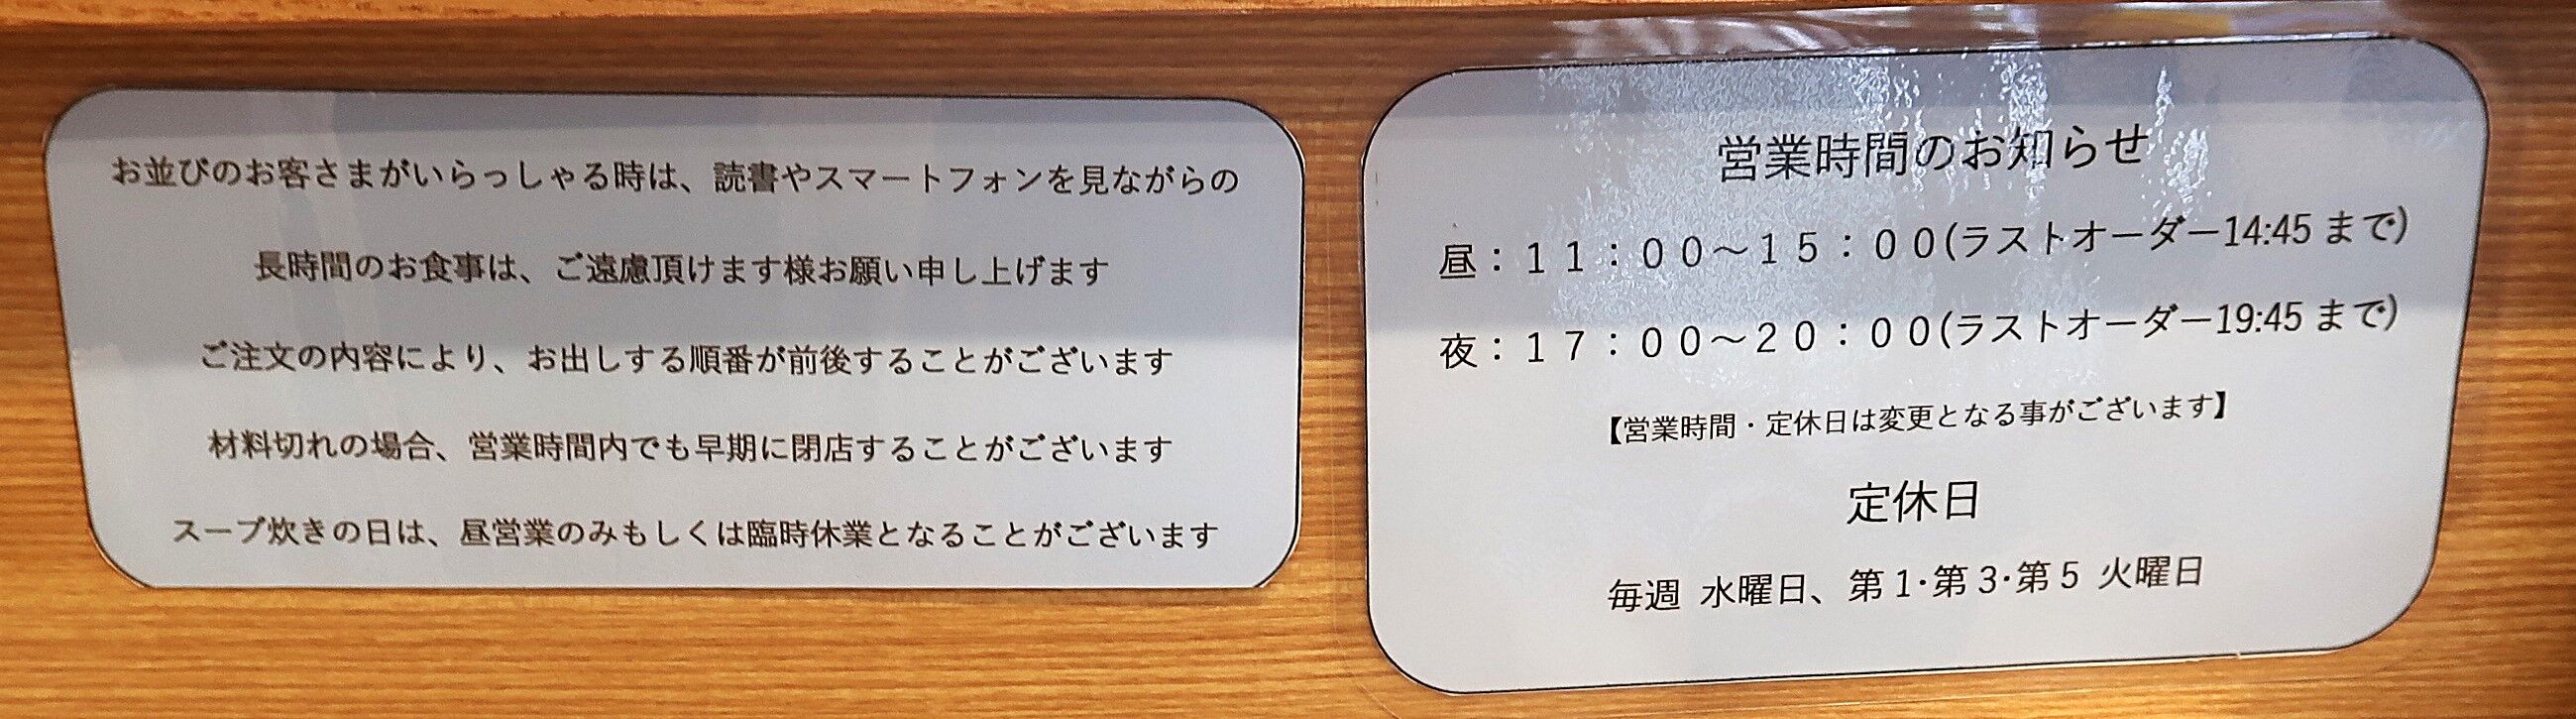 お並びのお客さまがいらっしゃる時は、読書やスマートフォンを見ながらの
長時間のお食事は、ご遠慮頂けます様お願い申し上げます
ご注文の内容により、お出しする順番が前後することがございます
材料切れの場合、営業時間内でも早期に閉店することがございます
スープ炊きの日は、昼営業のみもしくは臨時休業となることがございます
営業時間のお知らせ
昼：１１：００～１５：００(ラストオーダー14:45 まで)
夜：１７：００～２０：００(ラストオーダー19:45 まで)
【営業時間・定休日は変更となる事がございます】
定休日
毎週 水曜日、第 1･第 3･第 5 火曜日